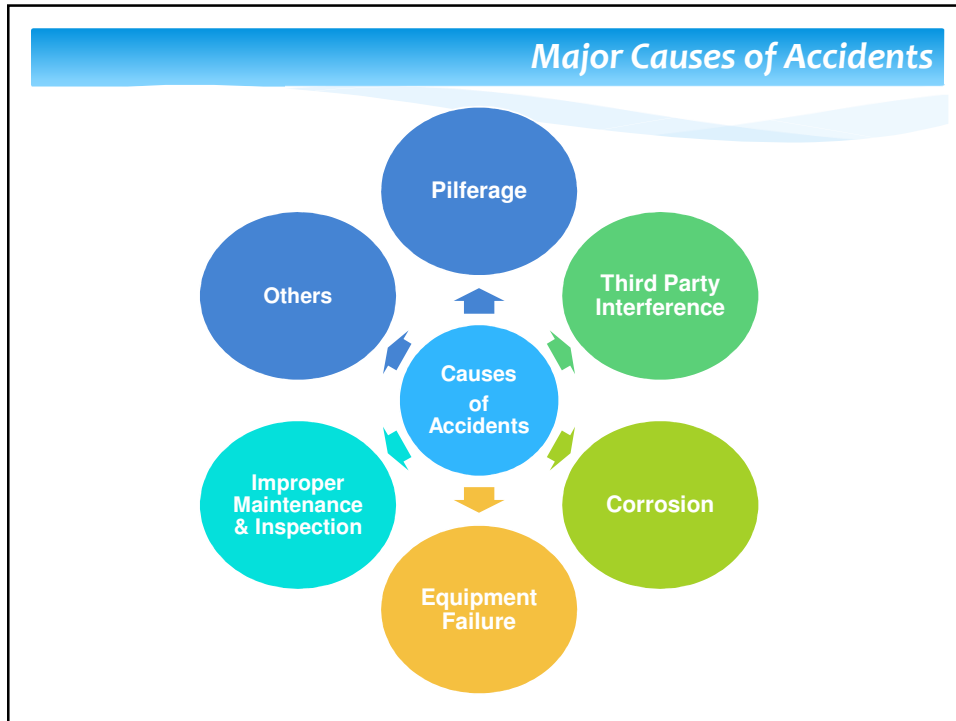 Major Causes of Accidents
Pilferage
Others
Third Party
Interference
Causes
of
Accidents
Improper
Maintenance
& Inspection
Corrosion
Equipment
Failure